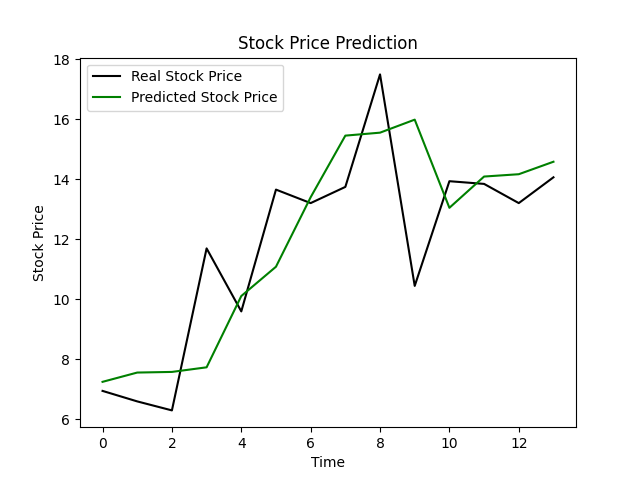 Stock Price Prediction
Real Stock Price
Predicted Stock Price
18
16
14
12
10
8
6
Stock Price
0 2 4 6 8 10 12
Time